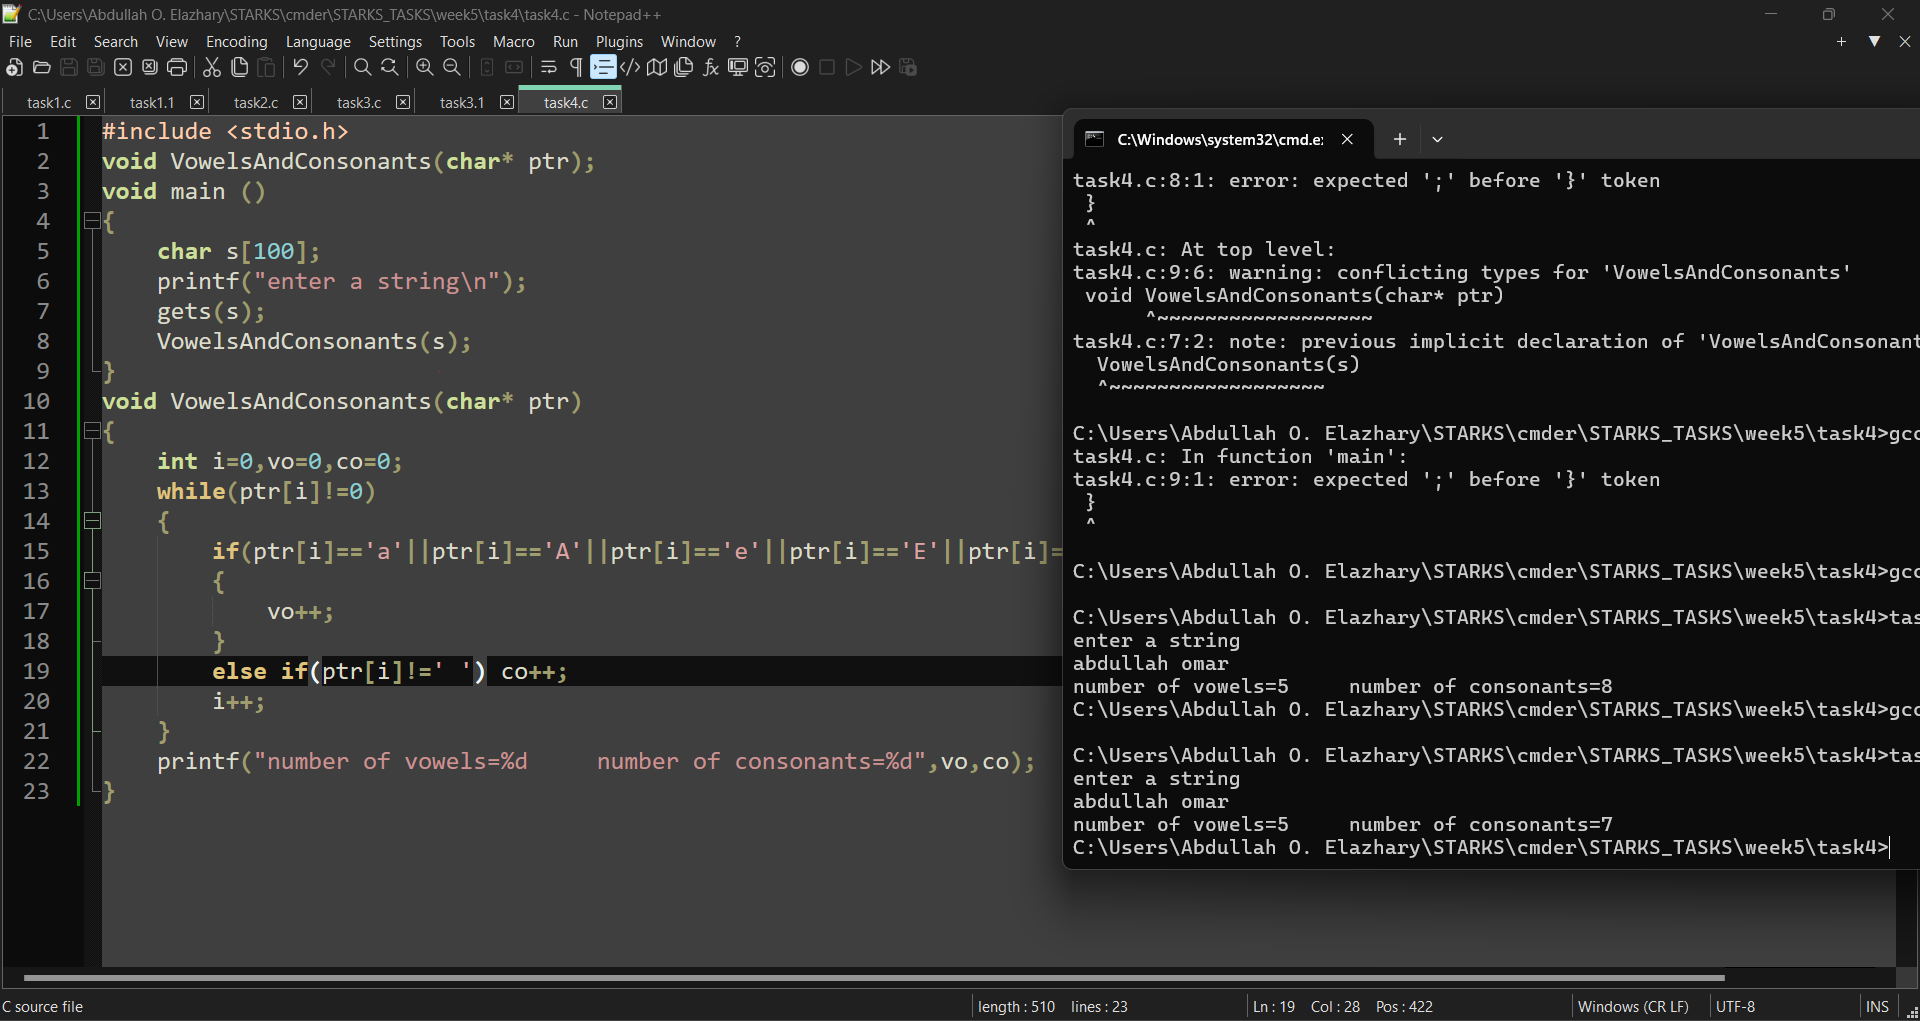 C:\Users\Abdullah O. Elazhary\STARKS\cmder\STARKS_TASKS\week5\task4\task4.c - Notepad++
File Edit Search View Encoding Language Settings Tools Macro Run Plugins Window ?
task1.c task1.1 task2.c task3.c task3.1 task4.c
1 #include <stdio.h>
2 void VowelsAndConsonants(char* ptr);
3 void main ()
4 {
5 char s[100];
6 printf("enter a string\n");
7 gets(s);
8 VowelsAndConsonants(s);
9 }
10 void VowelsAndConsonants(char* ptr)
11 {
12 int i=0,vo=0,co=0;
13 while(ptr[i]!=0)
14 {
15 if(ptr[i]=='a'||ptr[i]=='A'||ptr[i]=='e'||ptr[i]=='E'||ptr[i]=
16 {
17 vo++;
18 }
19 else if(ptr[i]!=' ') co++;
20 i++;
21 }
22 printf("number of vowels=%d     number of consonants=%d",vo,co);
23 }
C:\Windows\system32\cmd.e
task4.c:8:1: error: expected ';' before '}' token
}
^
task4.c: At top level:
task4.c:9:6: warning: conflicting types for 'VowelsAndConsonants'
void VowelsAndConsonants(char* ptr)
^~~~~~~~~~~~~~~~~~~
task4.c:7:2: note: previous implicit declaration of 'VowelsAndConsonant
VowelsAndConsonants(s)
^~~~~~~~~~~~~~~~~~~
C:\Users\Abdullah O. Elazhary\STARKS\cmder\STARKS_TASKS\week5\task4>gcc
task4.c: In function 'main':
task4.c:9:1: error: expected ';' before '}' token
}
^
C:\Users\Abdullah O. Elazhary\STARKS\cmder\STARKS_TASKS\week5\task4>gcc
C:\Users\Abdullah O. Elazhary\STARKS\cmder\STARKS_TASKS\week5\task4>tas
enter a string
abdullah omar
number of vowels=5     number of consonants=8
C:\Users\Abdullah O. Elazhary\STARKS\cmder\STARKS_TASKS\week5\task4>gcc
C:\Users\Abdullah O. Elazhary\STARKS\cmder\STARKS_TASKS\week5\task4>tas
enter a string
abdullah omar
number of vowels=5     number of consonants=7
C:\Users\Abdullah O. Elazhary\STARKS\cmder\STARKS_TASKS\week5\task4>
C source file length : 510 lines : 23 Ln : 19 Col : 28 Pos : 422 Windows (CR LF) UTF-8 INS